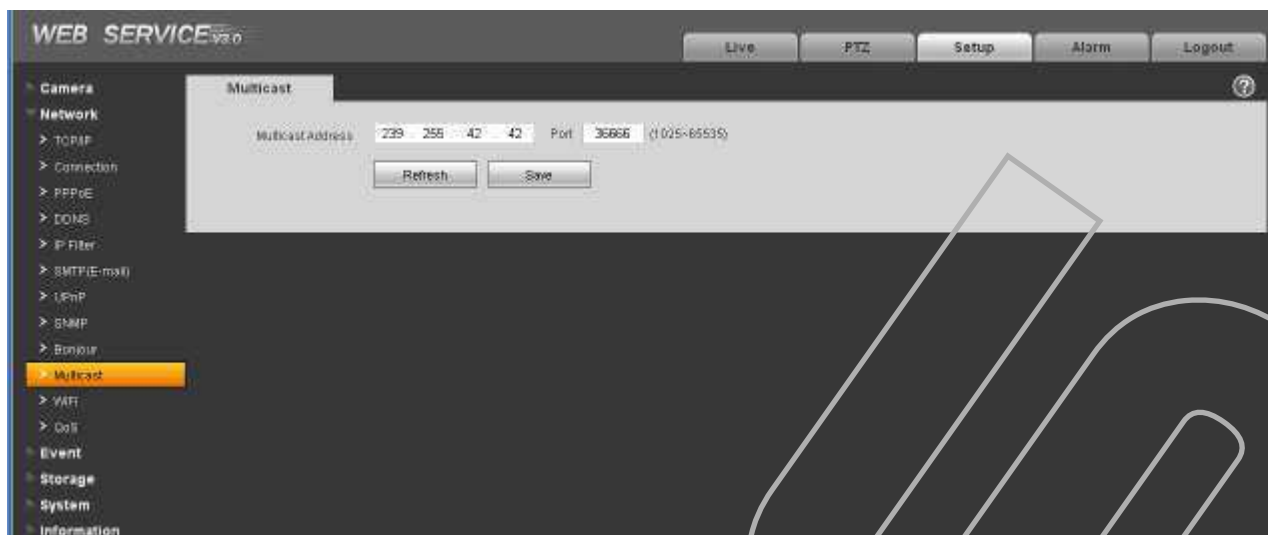 WEB SERVICE V3.0
Live PTZ Setup Alarm Logout
Camera
Network
> TCP/IP
> Connection
> PPPoE
> DDNS
> IP Filter
> SMTP(E-mail)
> UPnP
> SNMP
> Bonjour
> Multicast
> WIFI
> QoS
Event
Storage
System
Information
Multicast
Multicast Address 239 255 42 42 Port 36666 (1025~65535)
Refresh Save